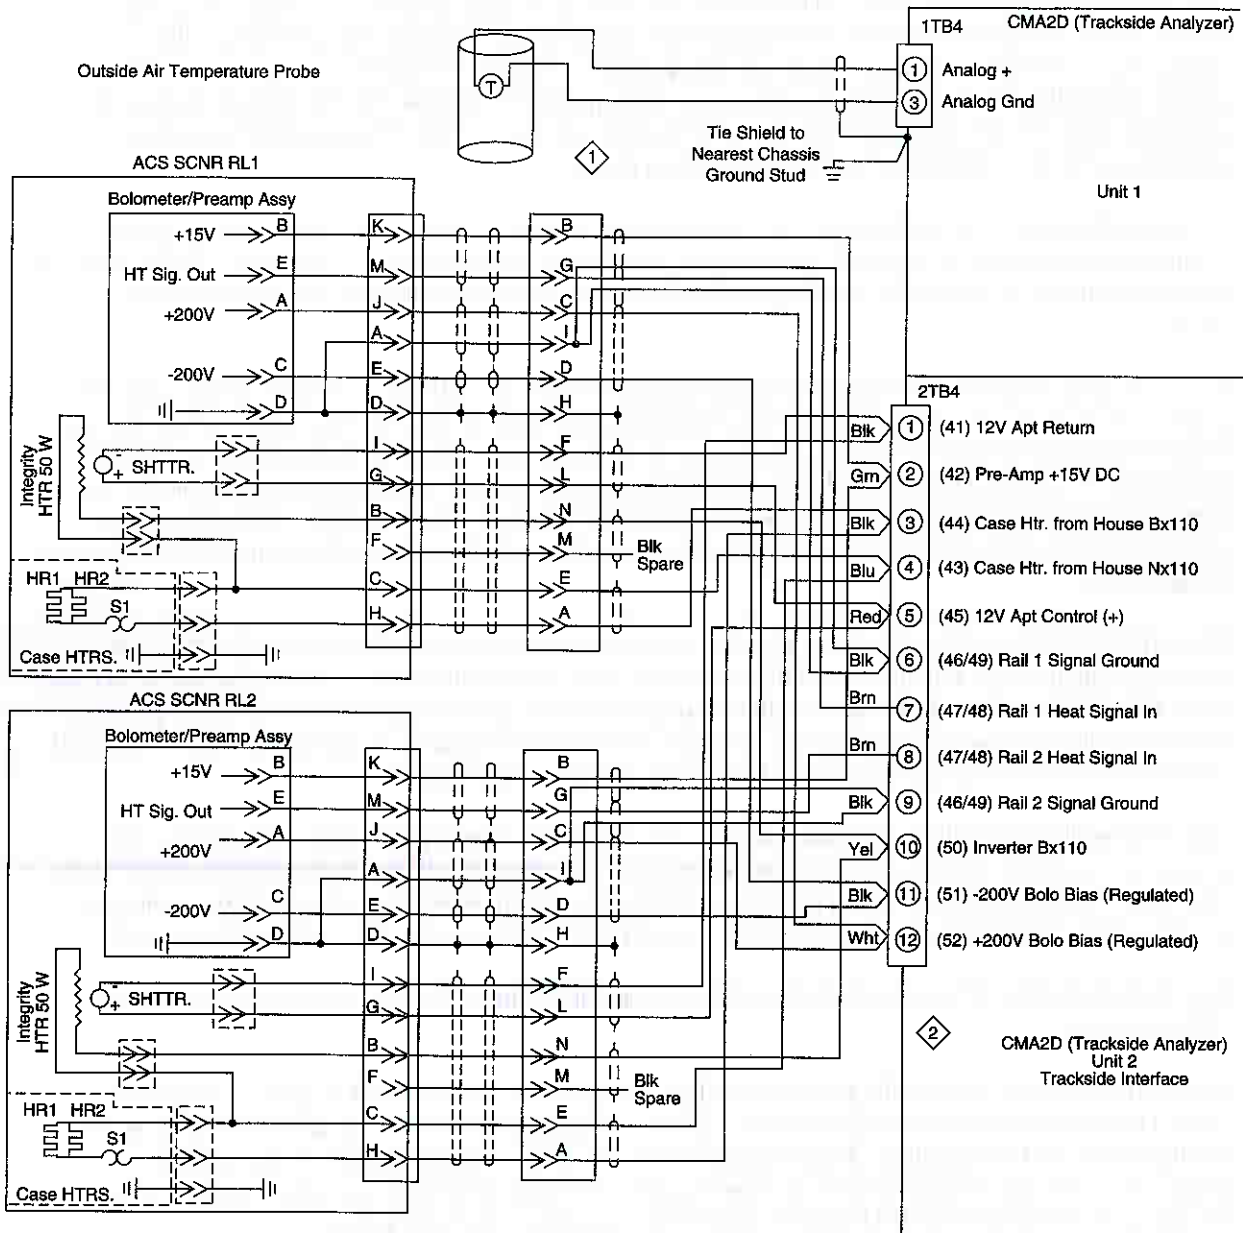 1TB4
CMA2D (Trackside Analyzer)
Outside Air Temperature Probe
T
1 Analog +
3 Analog Gnd
Tie Shield to
Nearest Chassis
Ground Stud
1
Unit 1
ACS SCNR RL1
Bolometer/Preamp Assy
+15V B K B
HT Sig. Out E M G
+200V A J C
A I
-200V C E D
D D H
I F
- + SHTTR. G L
Integrity
HTR 50 W
B N
F M Blk
Spare
HR1 HR2 C E
S1 H A
Case HTRS.
2TB4
Blk 1 (41) 12V Apt Return
Grn 2 (42) Pre-Amp +15V DC
Blk 3 (44) Case Htr. from House Bx110
Blu 4 (43) Case Htr. from House Nx110
Red 5 (45) 12V Apt Control (+)
Blk 6 (46/49) Rail 1 Signal Ground
Brn 7 (47/48) Rail 1 Heat Signal In
Brn 8 (47/48) Rail 2 Heat Signal In
Blk 9 (46/49) Rail 2 Signal Ground
Yel 10 (50) Inverter Bx110
Blk 11 (51) -200V Bolo Bias (Regulated)
Wht 12 (52) +200V Bolo Bias (Regulated)
ACS SCNR RL2
Bolometer/Preamp Assy
+15V B K B
HT Sig. Out E M G
+200V A J C
A I
-200V C E D
D D H
I F
- + SHTTR. G L
Integrity
HTR 50 W
B N
F M Blk
Spare
HR1 HR2 C E
S1 H A
Case HTRS.
2
CMA2D (Trackside Analyzer)
Unit 2
Trackside Interface